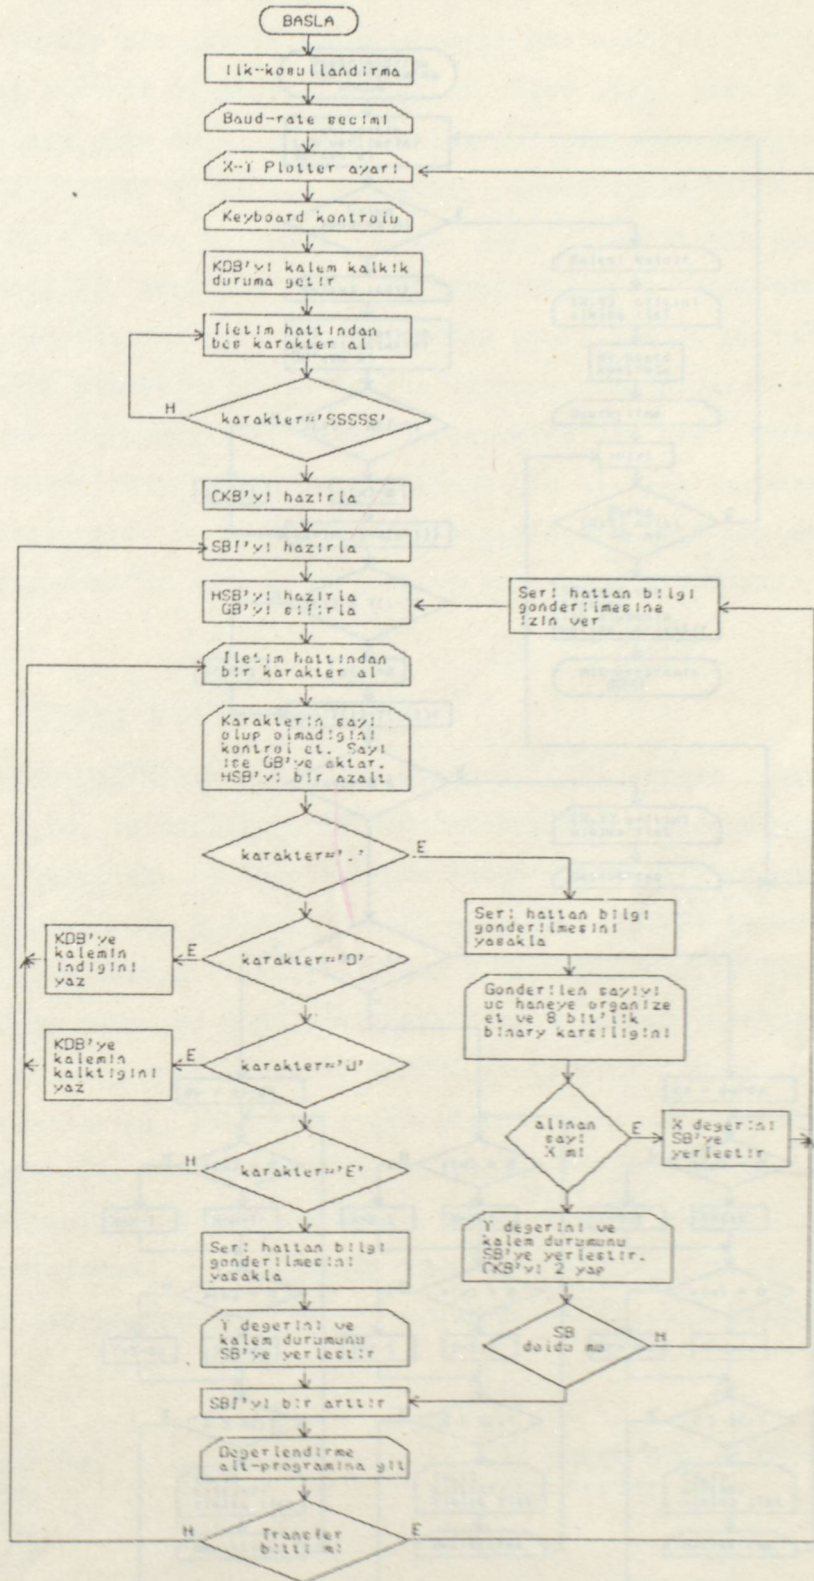 BASLA
Ilk-kosullandirma
Baud-rate secimi
X-Y Plotter ayari
Keyboard kontrolu
KDB'yi kalem kalkik
duruma getir
Iletim hattindan
bes karakter al
H
karakter='SSSSS'
CKB'yi hazirla
SBI'yi hazirla
HSB'yi hazirla
GB'yi sifirla
Seri hattan bilgi
gonderilmesine
izin ver
Iletim hattindan
bir karakter al
Karakterin sayi
olup olmadigini
kontrol et. Sayi
ise GB'ye aktar.
HSB'yi bir azalt
karakter='.'
E
Seri hattan bilgi
gonderilmesini
yasakla
KDB'ye
kalemin
indigini
yaz
E
karakter='D'
Gonderilen sayiyi
uc haneye organize
et ve 8 bit'lik
binary karsiligini
KDB'ye
kalemin
kalktigini
yaz
E
karakter='U'
alinan
sayi
X mi
E
X degerini
SB'ye
yerlestir
H
karakter='E'
Seri hattan bilgi
gonderilmesini
yasakla
Y degerini ve
kalem durumunu
SB'ye yerlestir.
CKB'yi 2 yap
Y degerini ve
kalem durumunu
SB'ye yerlestir
SB
doldu mu
H
SBI'yi bir arttir
Degerlendirme
alt-programina git
H
Transfer
bitti mi
E